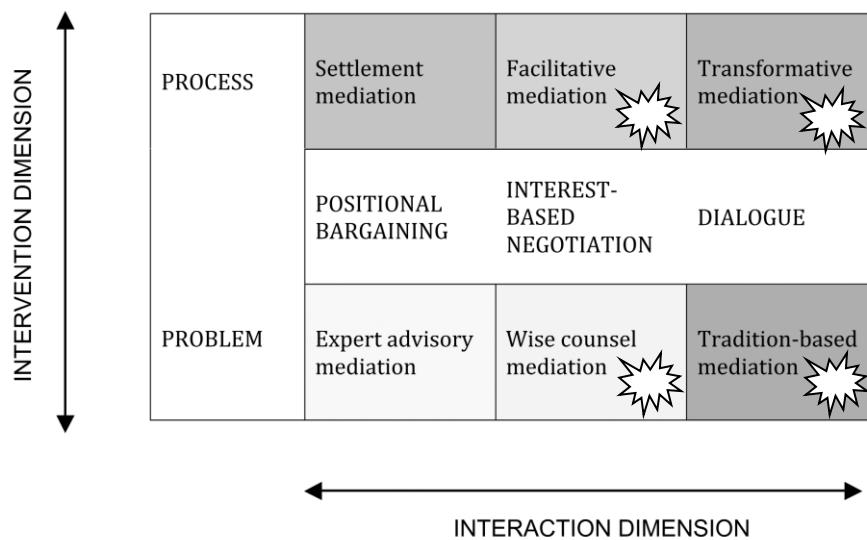 INTERVENTION DIMENSION
PROCESS
Settlement
mediation
Facilitative
mediation
Transformative
mediation
POSITIONAL
BARGAINING
INTEREST-
BASED
NEGOTIATION
DIALOGUE
PROBLEM
Expert advisory
mediation
Wise counsel
mediation
Tradition-based
mediation
INTERACTION DIMENSION